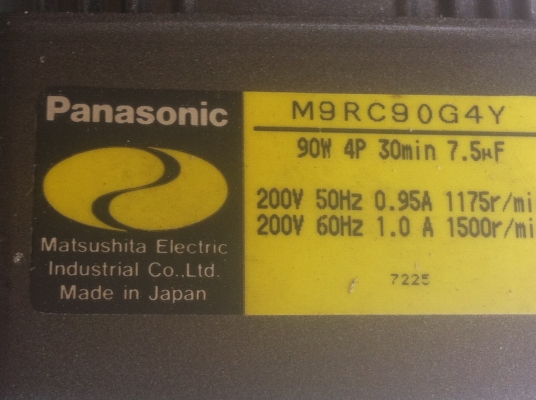 Panasonic
Matsushita Electric
Industrial Co.,Ltd.
Made in Japan
M9RC90G4Y
90W 4P 30min 7.5μF
200V 50Hz 0.95A 1175r/mi
200V 60Hz 1.0 A 1500r/mi
7225